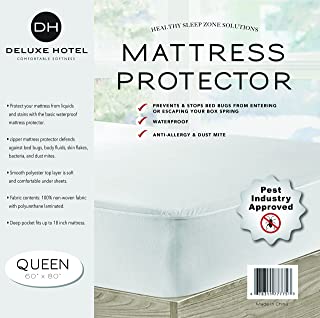 DH
DELUXE HOTEL
COMFORTABLE SOFTNESS
HEALTHY SLEEP ZONE SOLUTIONS
MATTRESS
PROTECTOR
PREVENTS & STOPS BED BUGS FROM ENTERING
OR ESCAPING YOUR BOX SPRING
WATERPROOF
ANTI-ALLERGY & DUST MITE
• Protect your mattress from liquids
and stains with the basic waterproof
mattress protector.
• zipper mattress protector defends
against bed bugs, body fluids, skin flakes,
bacteria, and dust mites.
• Smooth polyester top layer is soft
and comfortable under sheets.
• Fabric contents: 100% non-woven fabric
with polyurethane laminated.
• Deep pocket fits up to 18 inch mattress.
QUEEN
60" x 80"
Pest
Industry
Approved
Made in China